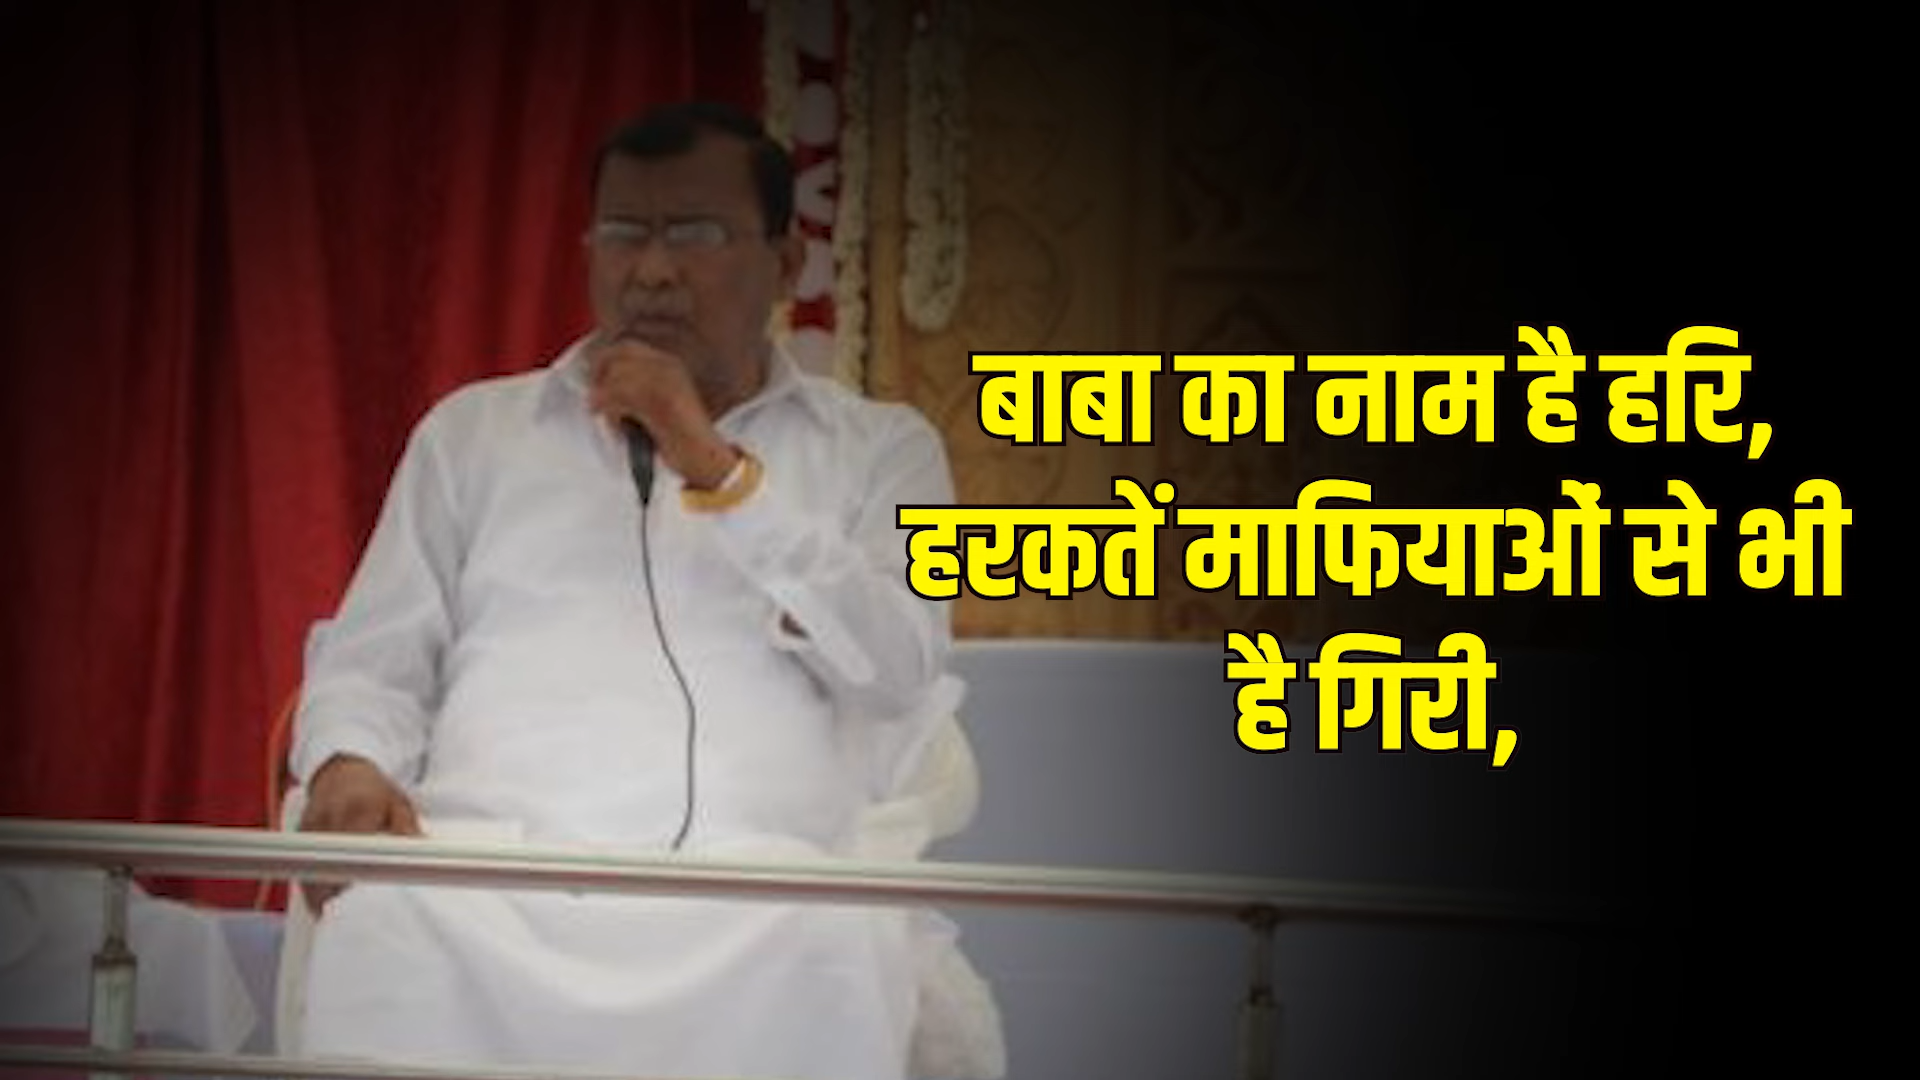 बाबा का नाम है हरि,
हरकतें माफियाओं से भी
है गिरी,